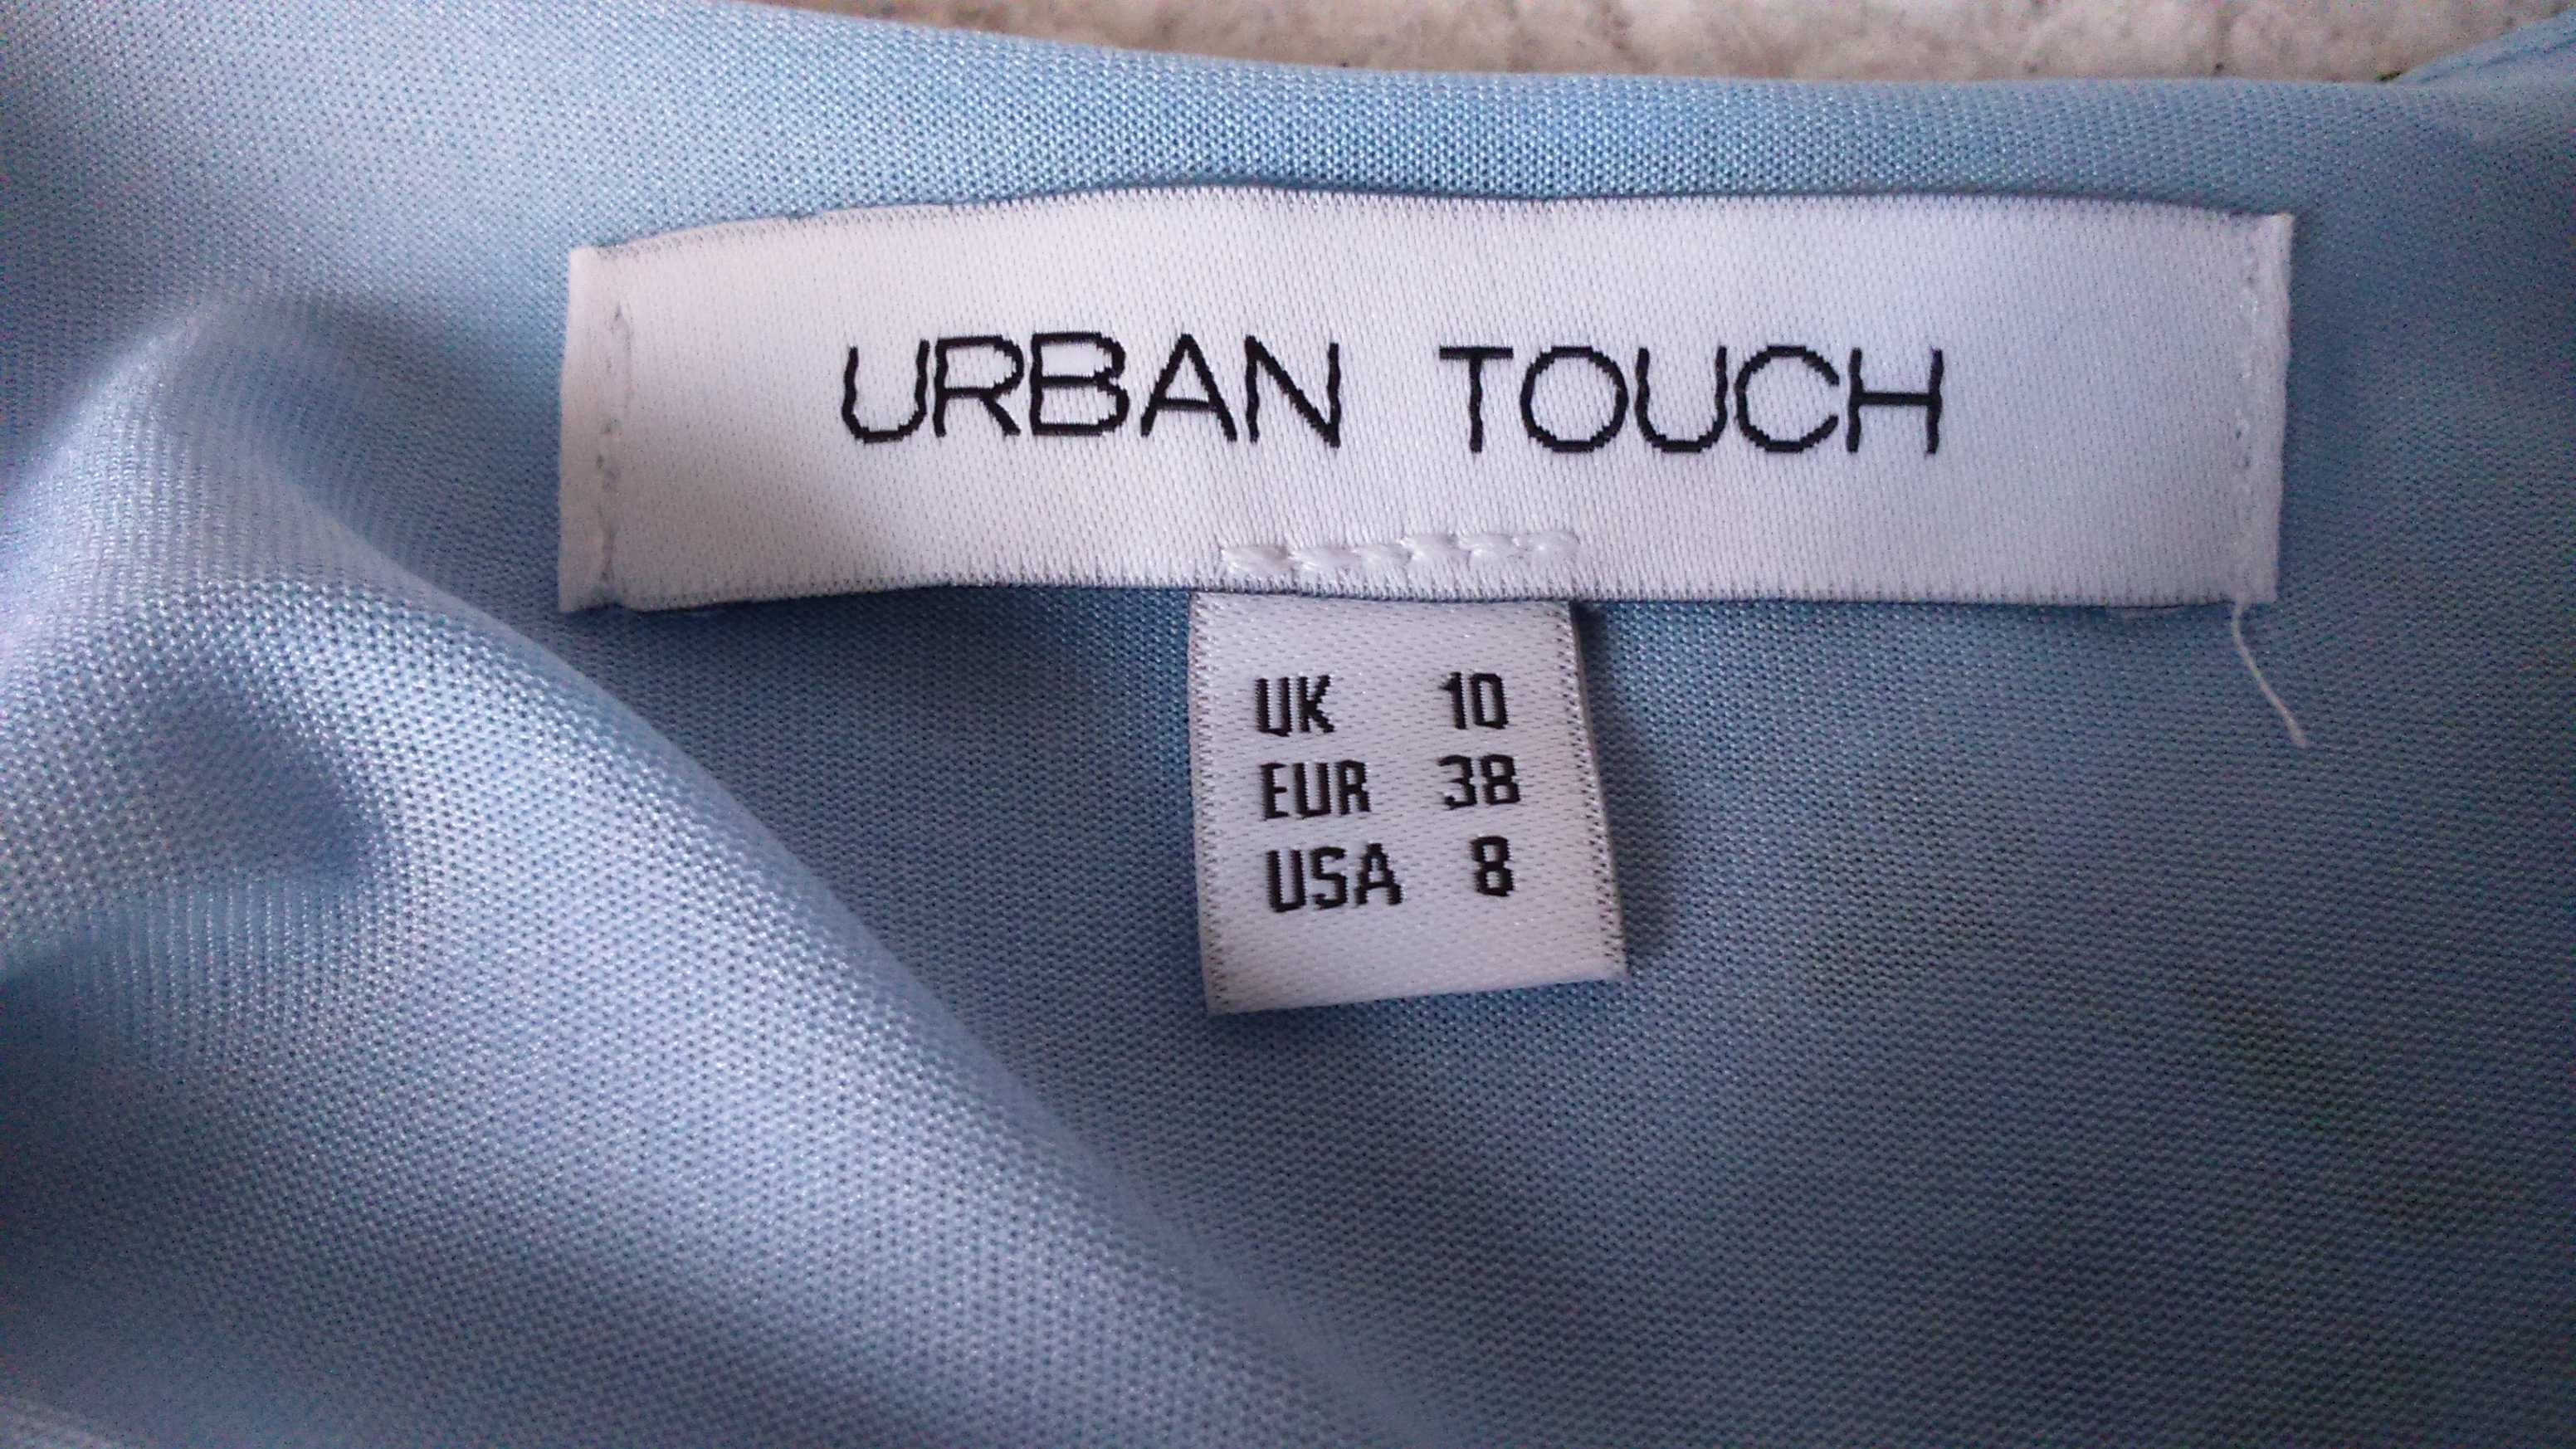 URBAN TOUCH
UK 10
EUR 38
USA 8